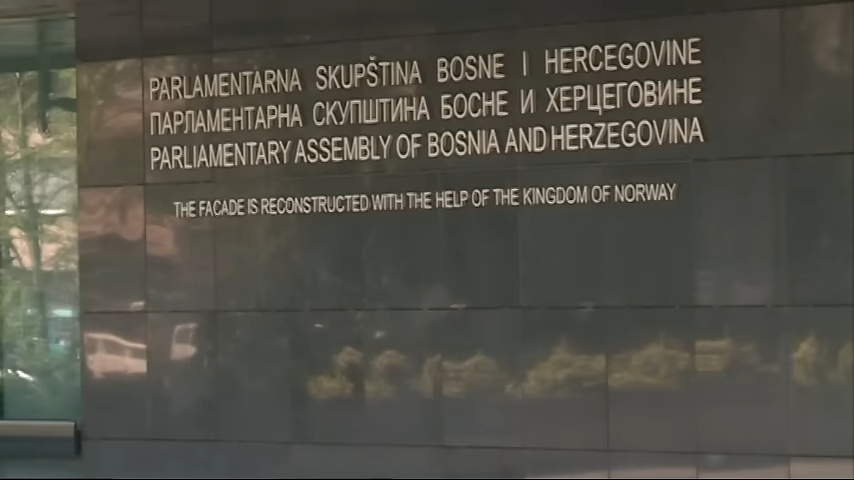 PARLAMENTARNA SKUPŠTINA BOSNE I HERCEGOVINE
ПАРЛАМЕНТАРНА СКУПШТИНА БОСНЕ И ХЕРЦЕГОВИНЕ
PARLIAMENTARY ASSEMBLY OF BOSNIA AND HERZEGOVINA
THE FACADE IS RECONSTRUCTED WITH THE HELP OF THE KINGDOM OF NORWAY